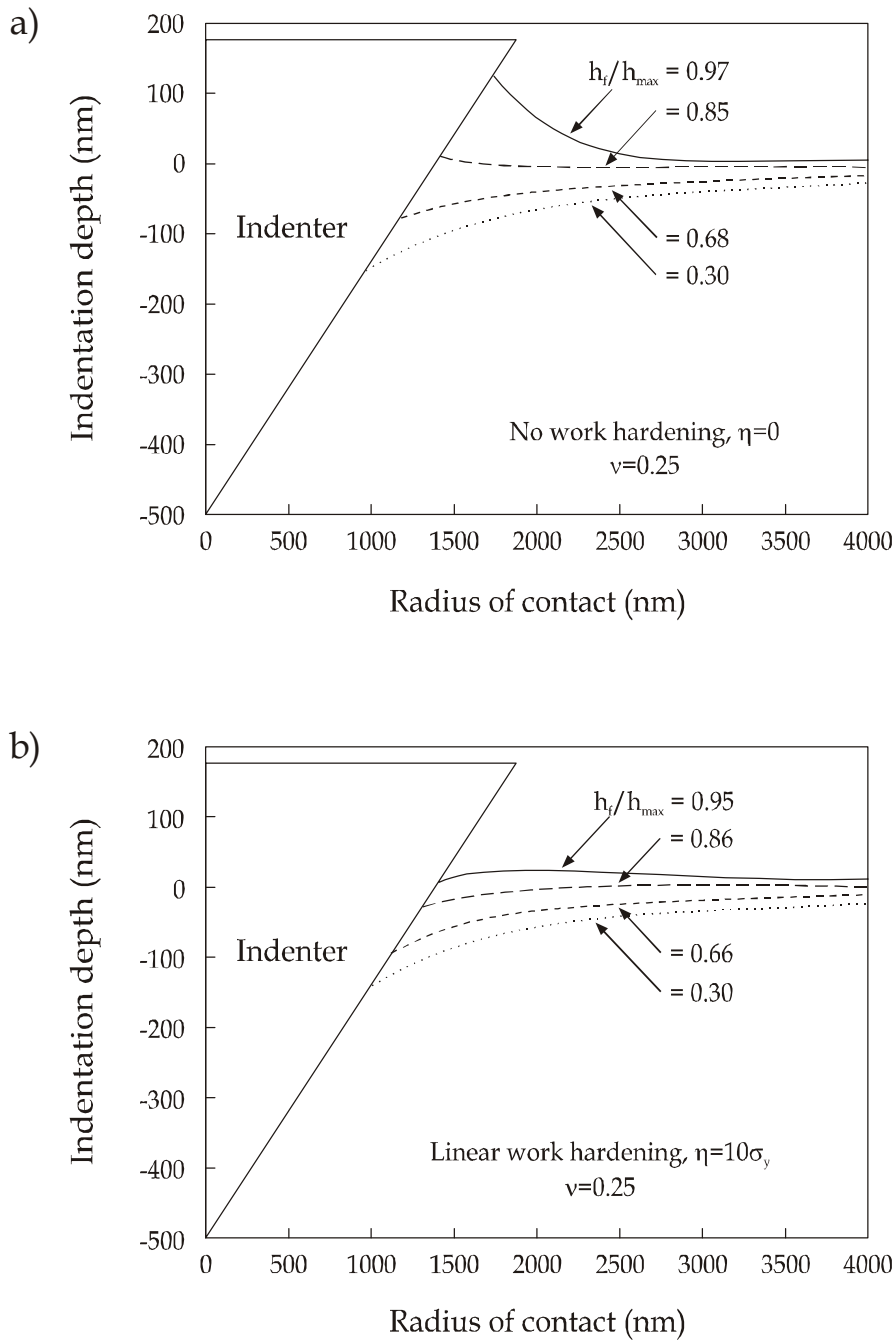 a)
200
100
0
-100
-200
-300
-400
-500
Indentation depth (nm)
h_f/h_max = 0.97
= 0.85
= 0.68
= 0.30
Indenter
No work hardening, η=0
ν=0.25
0 500 1000 1500 2000 2500 3000 3500 4000
Radius of contact (nm)
b)
200
100
0
-100
-200
-300
-400
-500
Indentation depth (nm)
h_f/h_max = 0.95
= 0.86
= 0.66
= 0.30
Indenter
Linear work hardening, η=10σ_y
ν=0.25
0 500 1000 1500 2000 2500 3000 3500 4000
Radius of contact (nm)